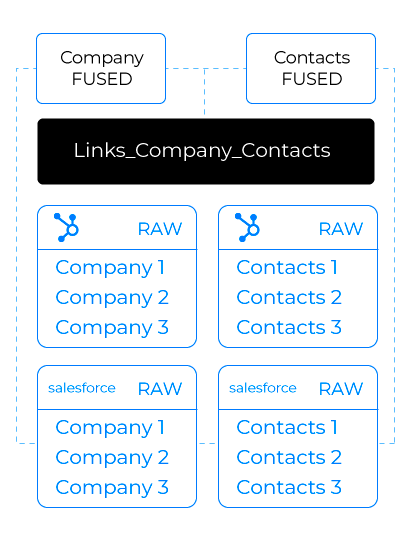 Company
FUSED
Contacts
FUSED
Links_Company_Contacts
RAW
Company 1
Company 2
Company 3
RAW
Contacts 1
Contacts 2
Contacts 3
salesforce RAW
Company 1
Company 2
Company 3
salesforce RAW
Contacts 1
Contacts 2
Contacts 3